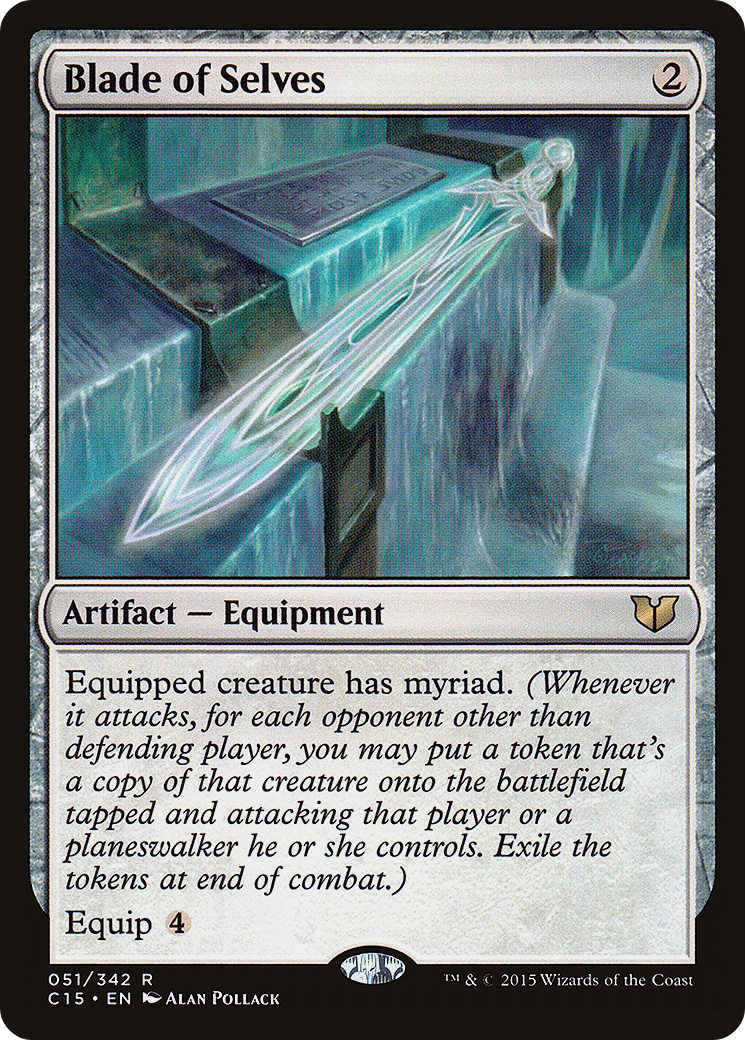 Blade of Selves 2
Artifact — Equipment
Equipped creature has myriad. (Whenever
it attacks, for each opponent other than
defending player, you may put a token that's
a copy of that creature onto the battlefield
tapped and attacking that player or a
planeswalker he or she controls. Exile the
tokens at end of combat.)
Equip 4
051/342 R
C15 • EN ALAN POLLACK
™ & © 2015 Wizards of the Coast